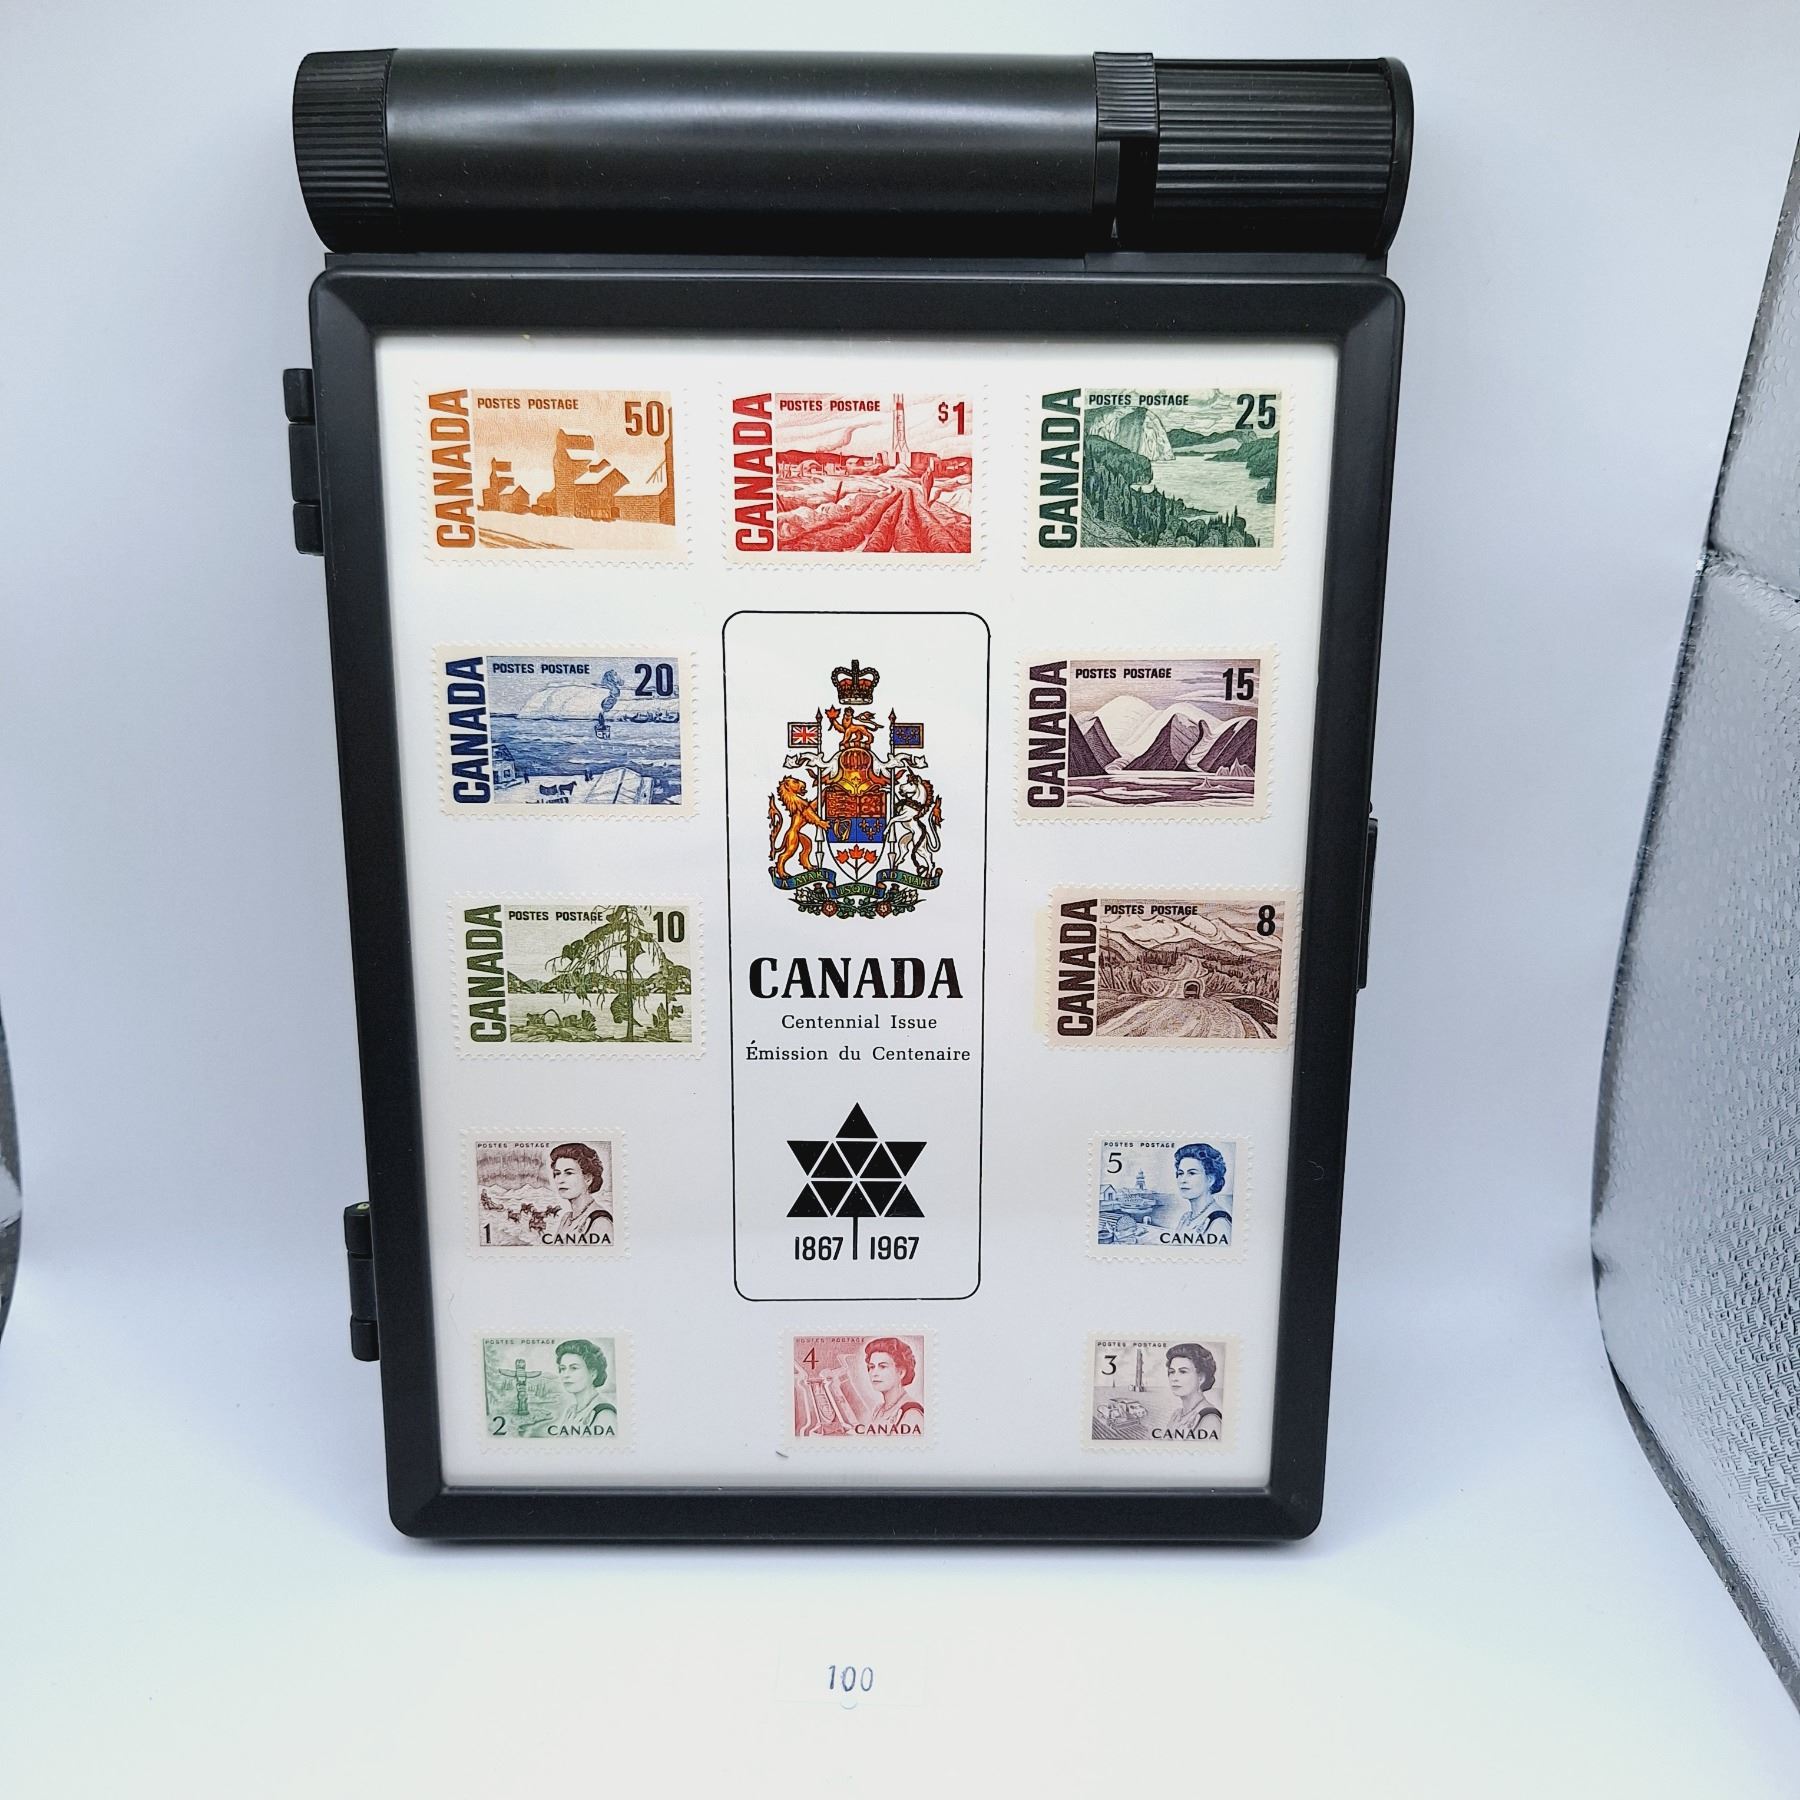 CANADA
POSTES POSTAGE
50
CANADA
POSTES POSTAGE
$1
CANADA
POSTES POSTAGE
25
CANADA
POSTES POSTAGE
20
CANADA
POSTES POSTAGE
15
A MARI USQUE AD MARE
CANADA
POSTES POSTAGE
10
CANADA
POSTES POSTAGE
8
CANADA
Centennial Issue
Émission du Centenaire
1867 1967
POSTES POSTAGE
1
CANADA
POSTES POSTAGE
5
CANADA
POSTES POSTAGE
2
CANADA
POSTES POSTAGE
4
CANADA
POSTES POSTAGE
3
CANADA
100